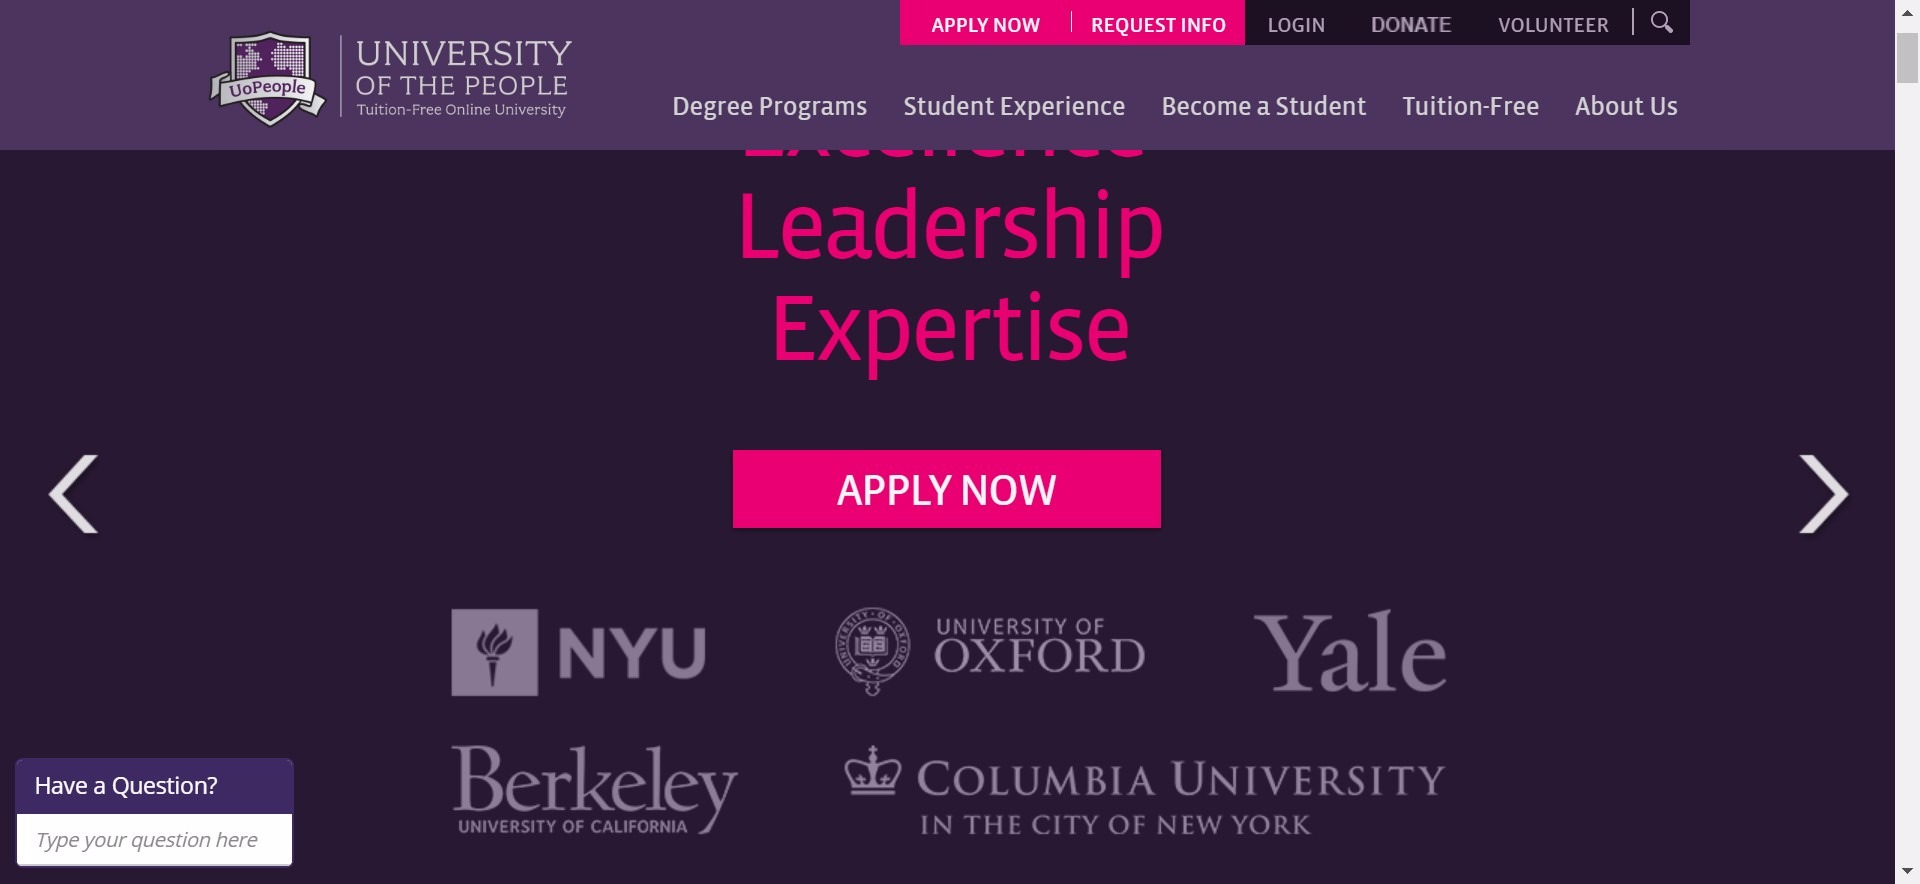 APPLY NOW REQUEST INFO LOGIN DONATE VOLUNTEER
UoPeople
UNIVERSITY
OF THE PEOPLE
Tuition-Free Online University
Degree Programs Student Experience Become a Student Tuition-Free About Us
Excellence
Leadership
Expertise
APPLY NOW
NYU
UNIVERSITY OF
OXFORD
Yale
Berkeley
UNIVERSITY OF CALIFORNIA
COLUMBIA UNIVERSITY
IN THE CITY OF NEW YORK
Have a Question?
Type your question here